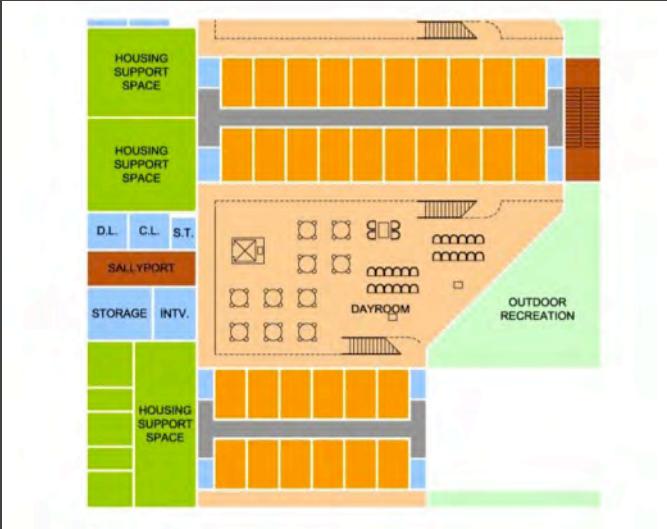 HOUSING
SUPPORT
SPACE
HOUSING
SUPPORT
SPACE
D.L.
C.L.
S.T.
SALLYPORT
STORAGE
INTV.
DAYROOM
OUTDOOR
RECREATION
HOUSING
SUPPORT
SPACE